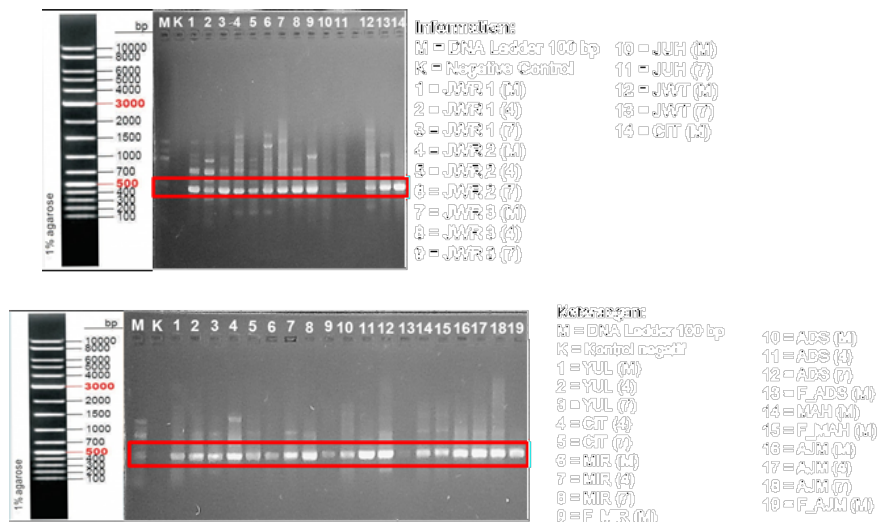 bp
M K 1 2 3 4 5 6 7 8 9 10 11 12 13 14
10000
8000
6000
5000
4000
3000
2000
1500
1000
700
500
400
300
200
100
1% agarose
Information:
M = DNA Ladder 100 bp
K = Negative Control
1 = JWR 1 (M)
2 = JWR 1 (4)
3 = JWR 1 (7)
4 = JWR 2 (M)
5 = JWR 2 (4)
6 = JWR 2 (7)
7 = JWR 3 (M)
8 = JWR 3 (4)
9 = JWR 3 (7)
10 = JUH (M)
11 = JUH (7)
12 = JWT (M)
13 = JWT (7)
14 = CIT (M)
bp
M K 1 2 3 4 5 6 7 8 9 10 11 12 13 14 15 16 17 18 19
10000
8000
6000
5000
4000
3000
2000
1500
1000
700
500
400
300
200
100
1% agarose
Keterangan:
M = DNA Ladder 100 bp
K = Kontrol negatif
1 = YUL (M)
2 = YUL (4)
3 = YUL (7)
4 = CIT (4)
5 = CIT (7)
6 = MIR (M)
7 = MIR (4)
8 = MIR (7)
9 = F_MIR (M)
10 = ADS (M)
11 = ADS (4)
12 = ADS (7)
13 = F_ADS (M)
14 = MAH (M)
15 = F_MAH (M)
16 = AJM (M)
17 = AJM (4)
18 = AJM (7)
19 = F_AJM (M)